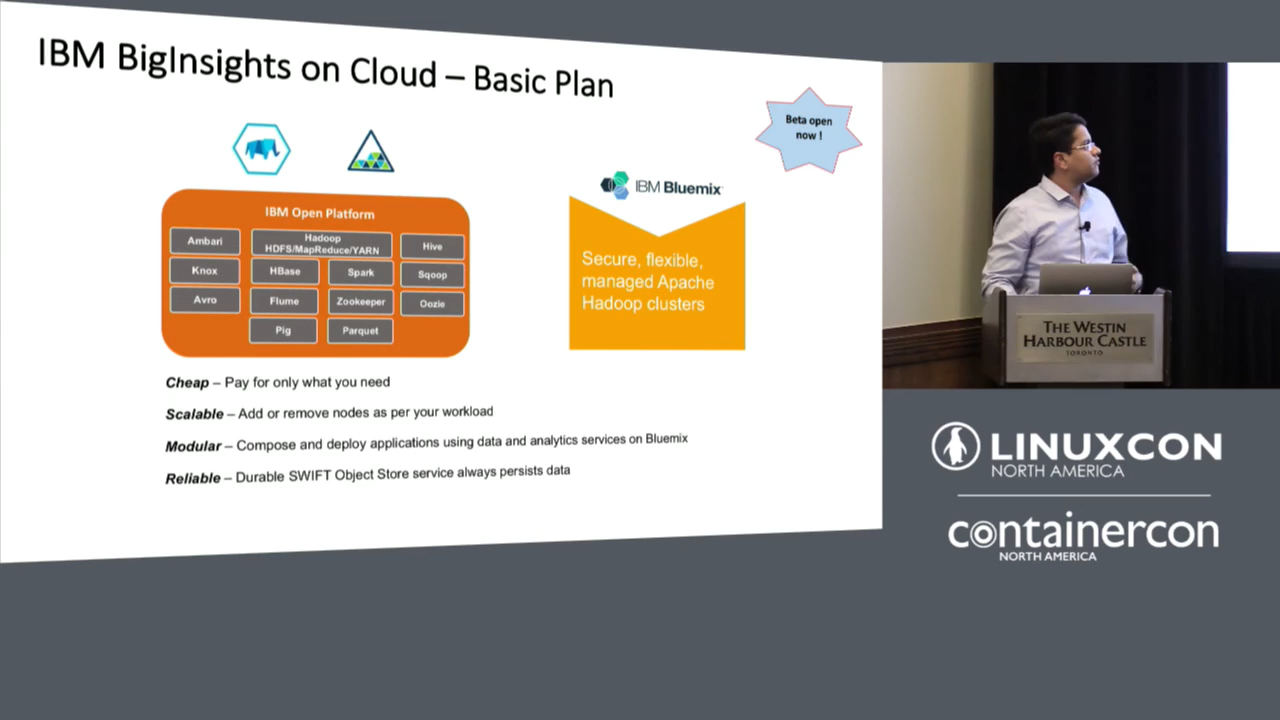 IBM BigInsights on Cloud – Basic Plan
Beta open
now !
IBM Open Platform
Ambari
Hadoop
HDFS/MapReduce/YARN
Hive
Knox
HBase
Spark
Sqoop
Avro
Flume
Zookeeper
Oozie
Pig
Parquet
IBM Bluemix
Secure, flexible,
managed Apache
Hadoop clusters
Cheap – Pay for only what you need
Scalable – Add or remove nodes as per your workload
Modular – Compose and deploy applications using data and analytics services on Bluemix
Reliable – Durable SWIFT Object Store service always persists data
THE WESTIN
HARBOUR CASTLE
TORONTO
LINUXCON
NORTH AMERICA
containercon
NORTH AMERICA